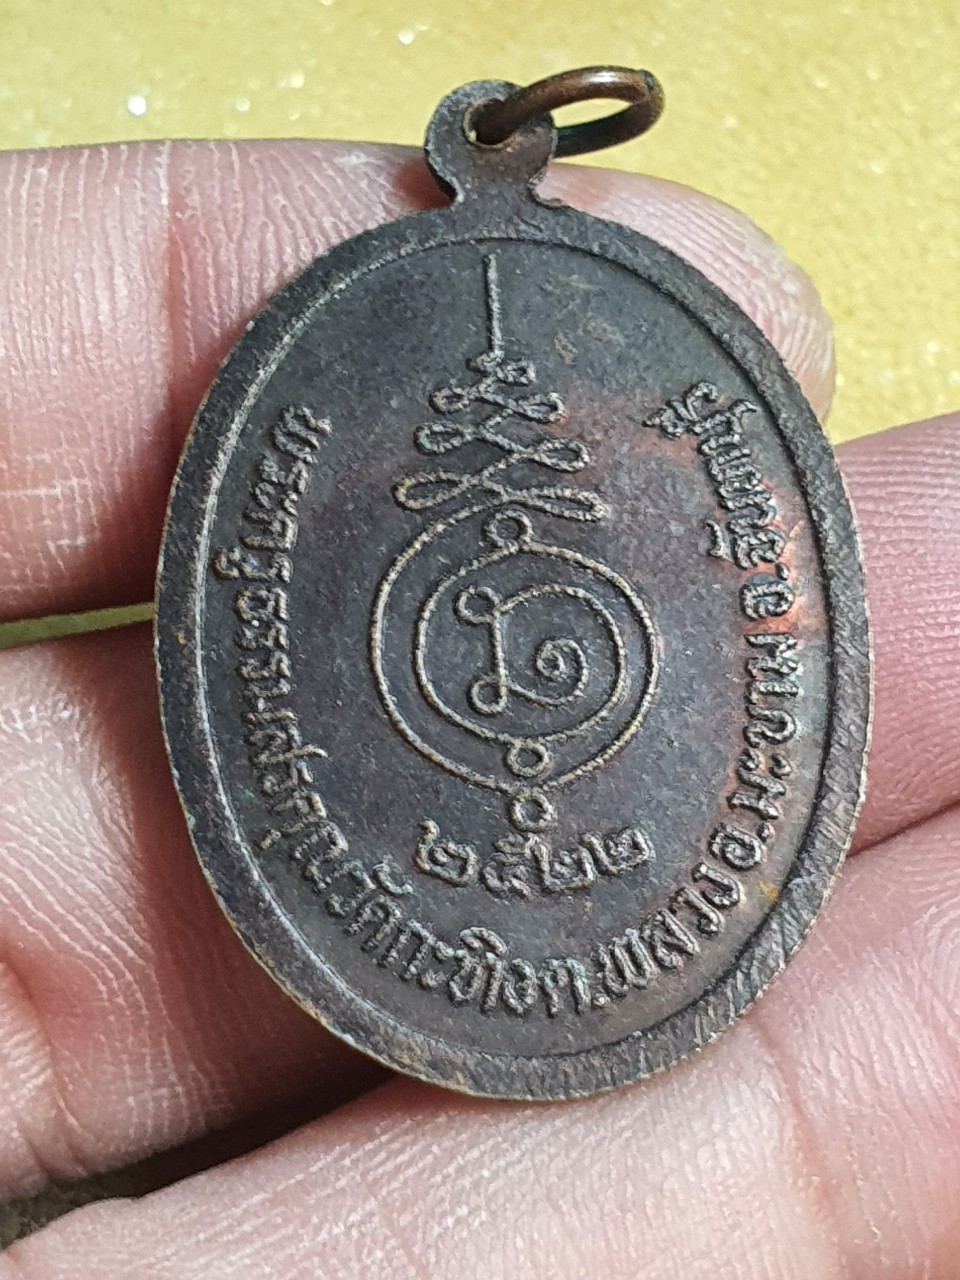 พระครูธรรมสรคุณวัดกะทิงต.พลวงอ.มะขามจ.จันทบุรี
๒๕๒๒